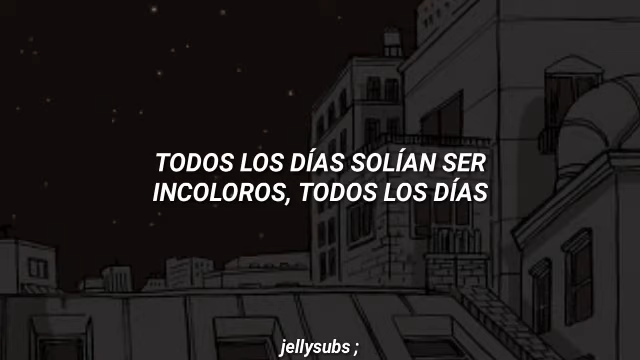 TODOS LOS DÍAS SOLÍAN SER
INCOLOROS, TODOS LOS DÍAS
jellysubs ;